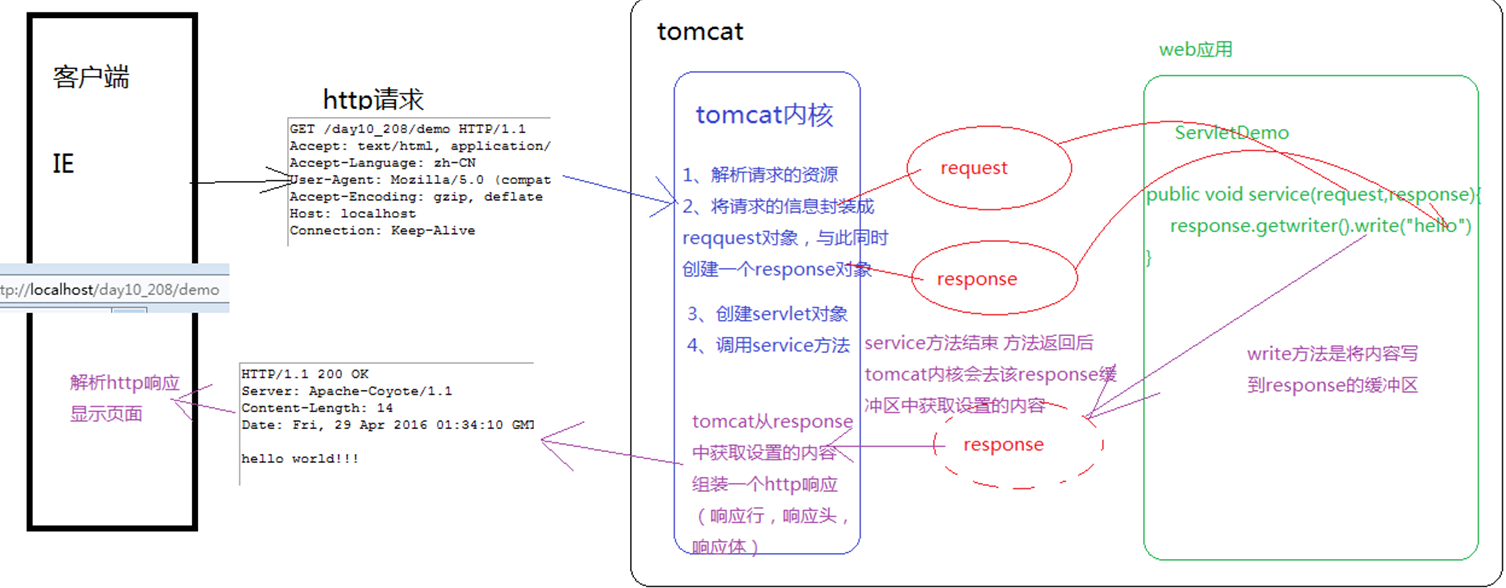 客户端
IE
tp://localhost/day10_208/demo
解析http响应
显示页面
http请求
GET /day10_208/demo HTTP/1.1
Accept: text/html, application/
Accept-Language: zh-CN
User-Agent: Mozilla/5.0 (compat
Accept-Encoding: gzip, deflate
Host: localhost
Connection: Keep-Alive
HTTP/1.1 200 OK
Server: Apache-Coyote/1.1
Content-Length: 14
Date: Fri, 29 Apr 2016 01:34:10 GMT
hello world!!!
tomcat
tomcat内核
1、解析请求的资源
2、将请求的信息封装成
reqquest对象，与此同时
创建一个response对象
3、创建servlet对象
4、调用service方法
tomcat从response
中获取设置的内容
组装一个http响应
（响应行，响应头，
响应体）
request
response
service方法结束 方法返回后
tomcat内核会去该response缓
冲区中获取设置的内容
response
web应用
ServletDemo
public void service(request,response){
response.getwriter().write("hello")
}
write方法是将内容写
到response的缓冲区